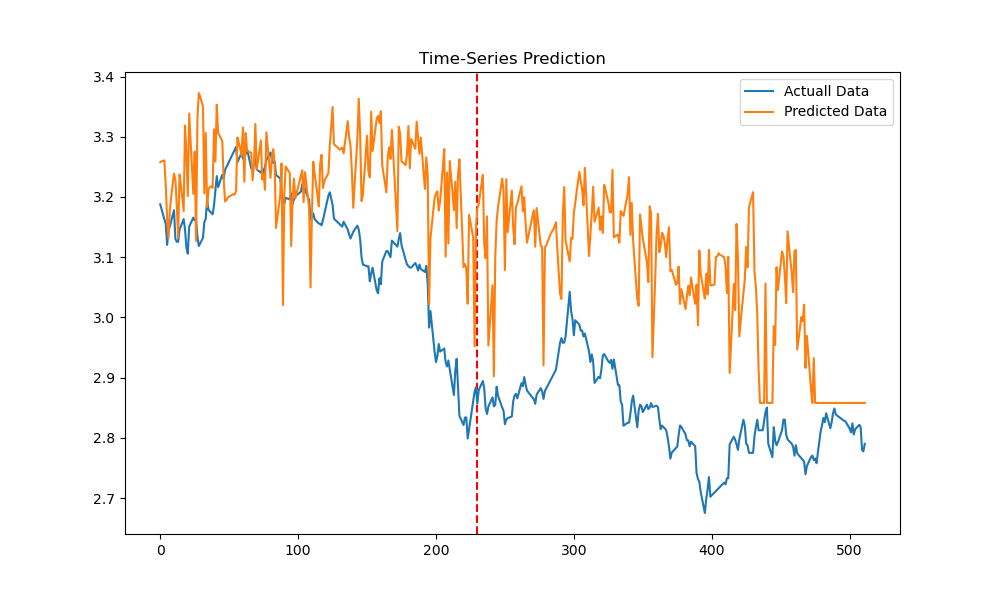 Time-Series Prediction
3.4
3.3
3.2
3.1
3.0
2.9
2.8
2.7
Actuall Data
Predicted Data
0 100 200 300 400 500